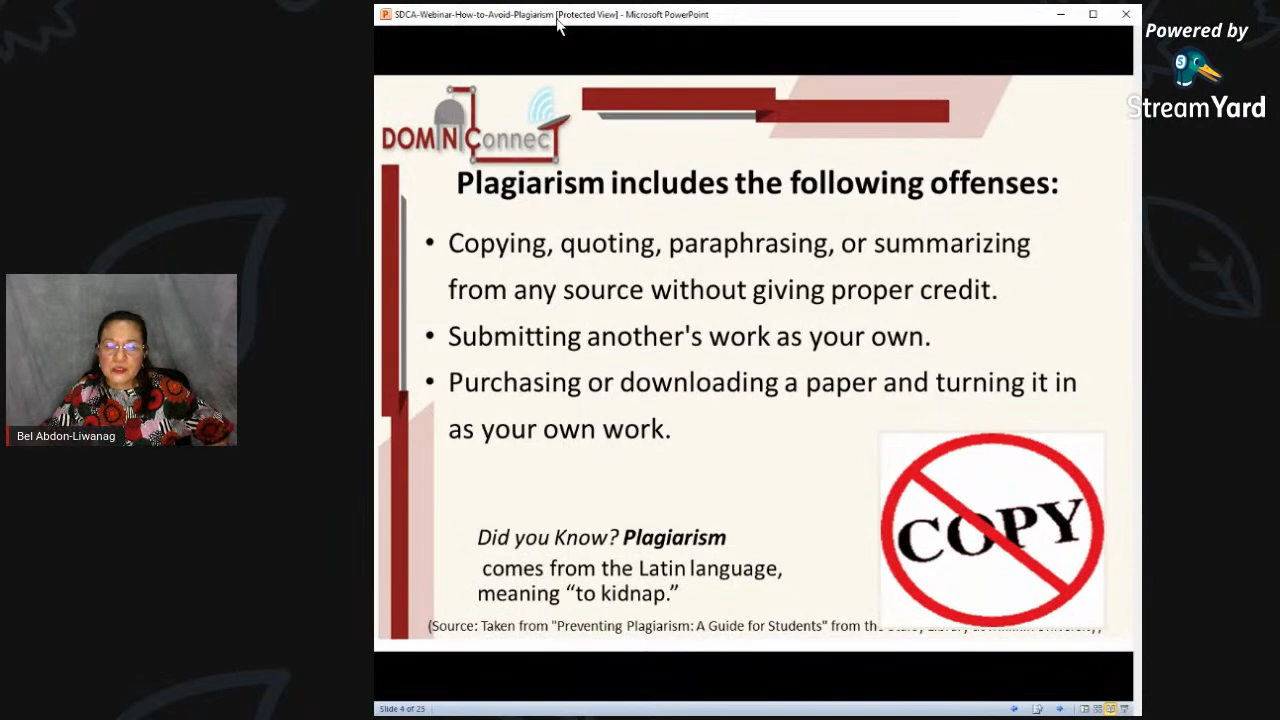 SDCA-Webinar-How-to-Avoid-Plagiarism [Protected View] - Microsoft PowerPoint
Powered by
StreamYard
DOMINConnecT
Plagiarism includes the following offenses:
• Copying, quoting, paraphrasing, or summarizing
from any source without giving proper credit.
• Submitting another's work as your own.
• Purchasing or downloading a paper and turning it in
as your own work.
Bel Abdon-Liwanag
COPY
Did you Know? Plagiarism
comes from the Latin language,
meaning “to kidnap.”
(Source: Taken from "Preventing Plagiarism: A Guide for Students" from the
Slide 4 of 25